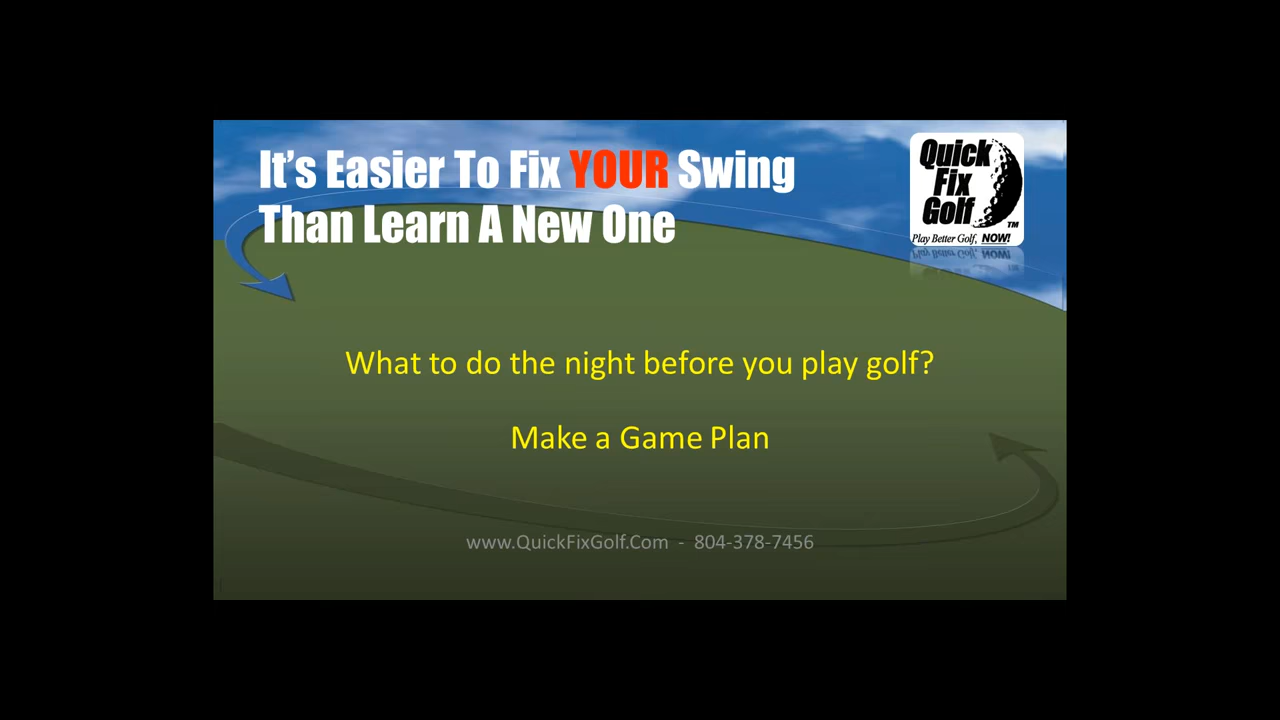 It's Easier To Fix YOUR Swing
Than Learn A New One
Quick
Fix
Golf
TM
Play Better Golf, NOW!
What to do the night before you play golf?
Make a Game Plan
www.QuickFixGolf.Com - 804-378-7456